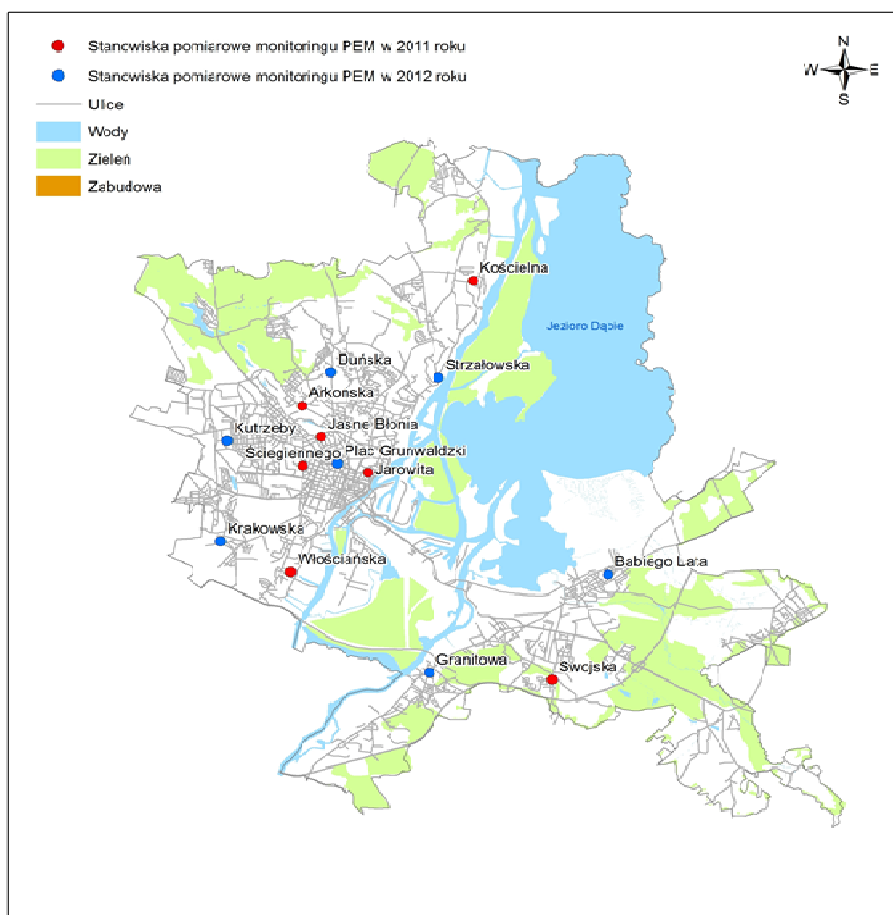 Stanowiska pomiarowe monitoringu PEM w 2011 roku
Stanowiska pomiarowe monitoringu PEM w 2012 roku
Ulice
Wody
Zieleń
Zabudowa
N
W E
S
Kościelna
Jezioro Dąbie
Duńska
Strzałowska
Arkońska
Jasne Błonia
Kutrzeby
Ściegiennego
Plac Grunwaldzki
Jarowita
Krakowska
Włościańska
Babiego Lata
Granitowa
Swojska